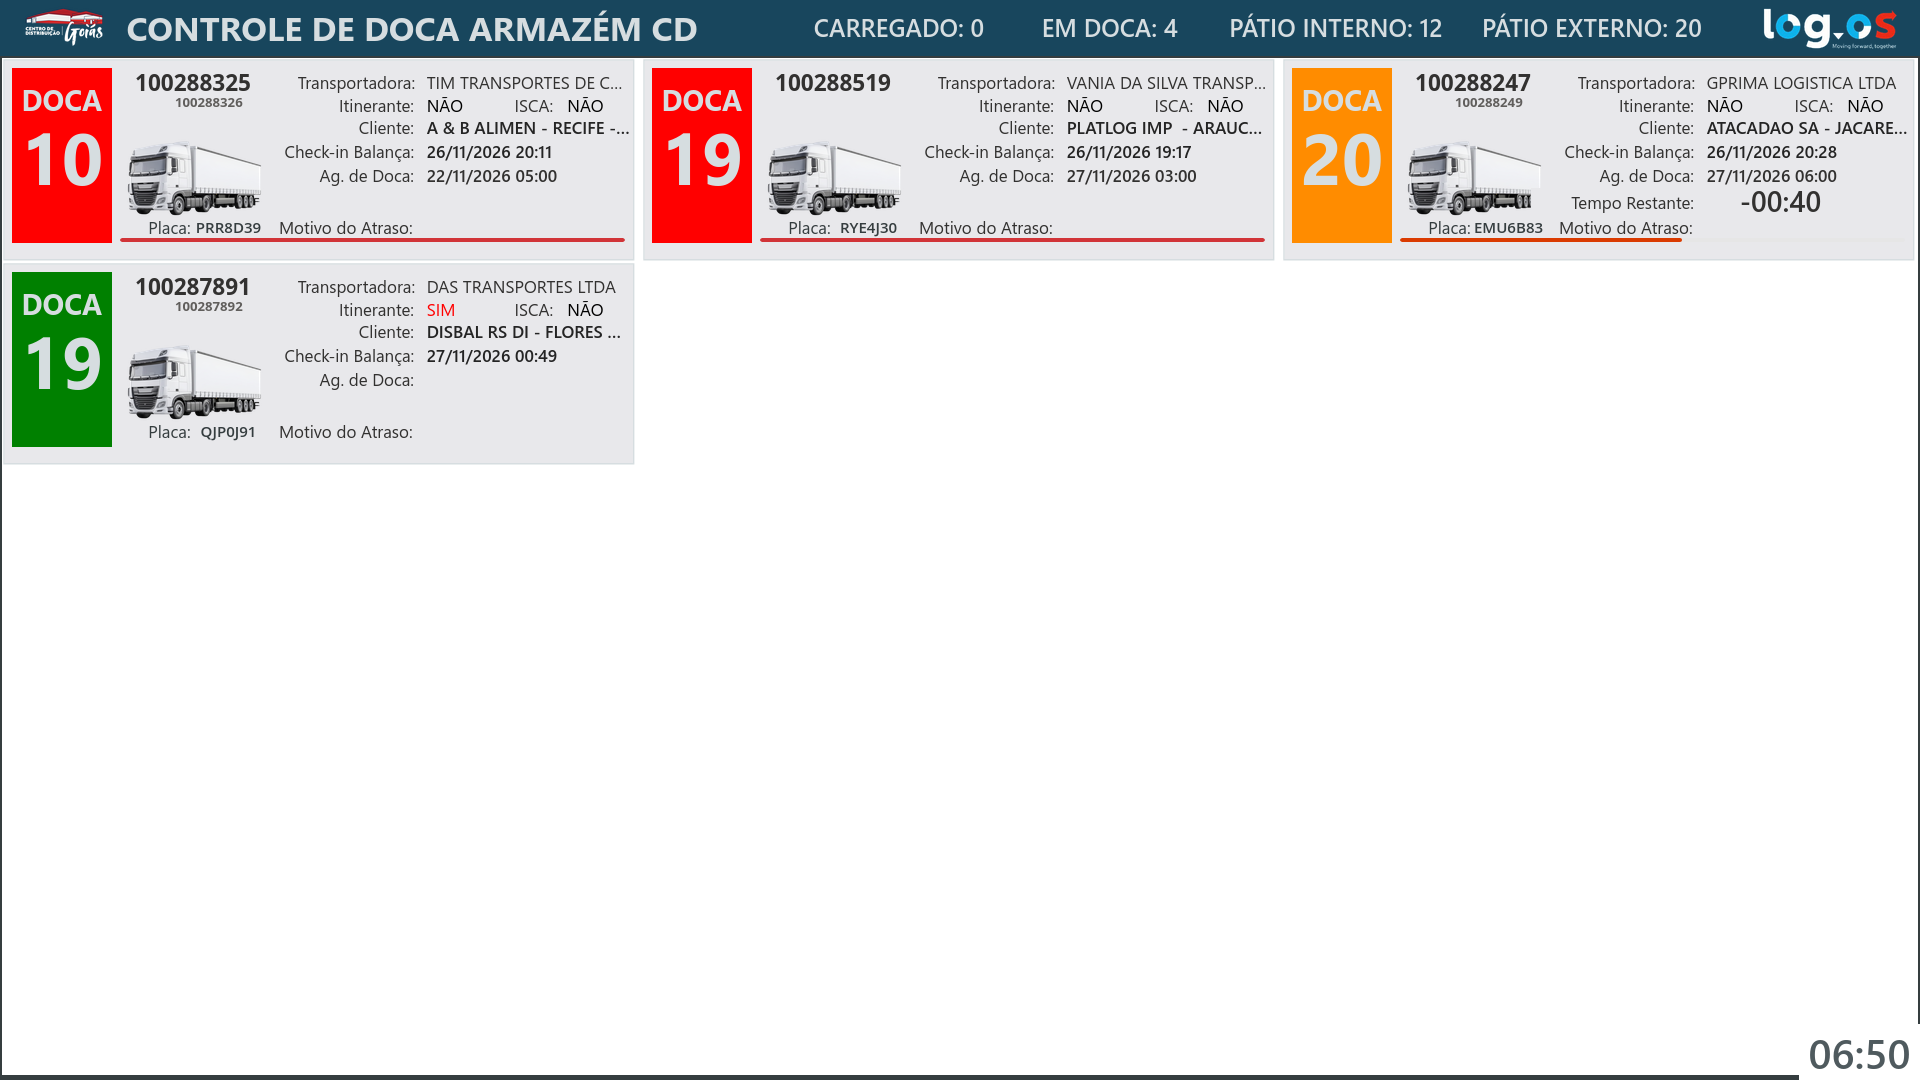 CENTRO DE DISTRIBUIÇÃO Goiás
CONTROLE DE DOCA ARMAZÉM CD
CARREGADO: 0
EM DOCA: 4
PÁTIO INTERNO: 12
PÁTIO EXTERNO: 20
log.os
Moving forward, together
DOCA
10
100288325
100288326
Transportadora: TIM TRANSPORTES DE C...
Itinerante: NÃO ISCA: NÃO
Cliente: A & B ALIMEN - RECIFE -...
Check-in Balança: 26/11/2026 20:11
Ag. de Doca: 22/11/2026 05:00
Placa: PRR8D39 Motivo do Atraso:
DOCA
19
100288519
Transportadora: VANIA DA SILVA TRANSP...
Itinerante: NÃO ISCA: NÃO
Cliente: PLATLOG IMP - ARAUC...
Check-in Balança: 26/11/2026 19:17
Ag. de Doca: 27/11/2026 03:00
Placa: RYE4J30 Motivo do Atraso:
DOCA
20
100288247
100288249
Transportadora: GPRIMA LOGISTICA LTDA
Itinerante: NÃO ISCA: NÃO
Cliente: ATACADAO SA - JACARE...
Check-in Balança: 26/11/2026 20:28
Ag. de Doca: 27/11/2026 06:00
Tempo Restante: -00:40
Placa: EMU6B83 Motivo do Atraso:
DOCA
19
100287891
100287892
Transportadora: DAS TRANSPORTES LTDA
Itinerante: SIM ISCA: NÃO
Cliente: DISBAL RS DI - FLORES ...
Check-in Balança: 27/11/2026 00:49
Ag. de Doca:
Placa: QJP0J91 Motivo do Atraso:
06:50